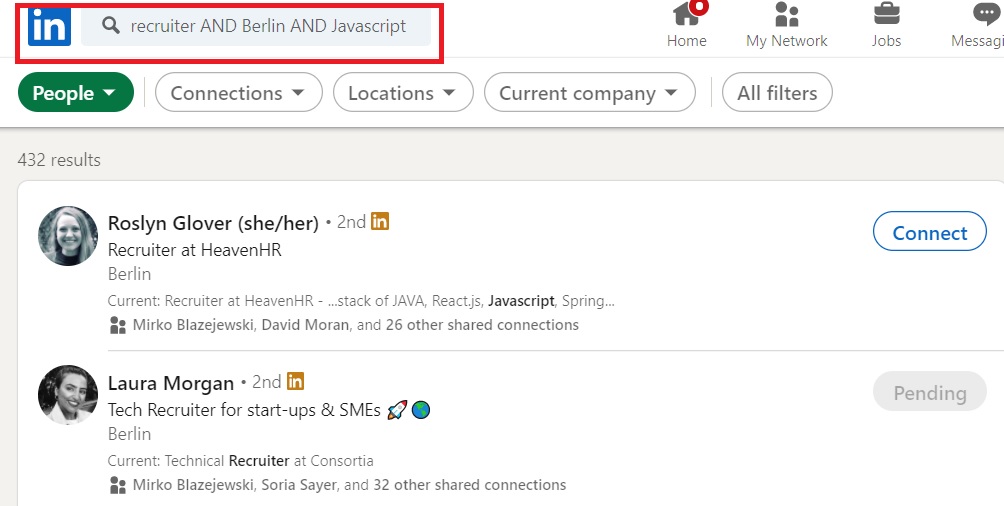 in recruiter AND Berlin AND Javascript
Home My Network Jobs Messagi
People Connections Locations Current company All filters
432 results
Roslyn Glover (she/her) • 2nd in
Connect
Recruiter at HeavenHR
Berlin
Current: Recruiter at HeavenHR - ...stack of JAVA, React.js, Javascript, Spring...
Mirko Blazejewski, David Moran, and 26 other shared connections
Laura Morgan • 2nd in
Pending
Tech Recruiter for start-ups & SMEs 🚀 🌎
Berlin
Current: Technical Recruiter at Consortia
Mirko Blazejewski, Soria Sayer, and 32 other shared connections